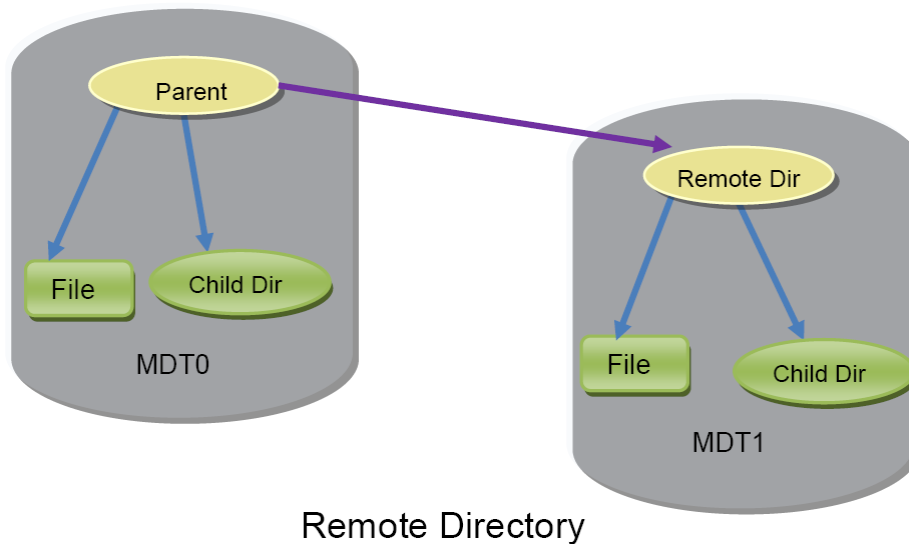 Parent
File
Child Dir
MDT0
Remote Dir
File
Child Dir
MDT1
Remote Directory